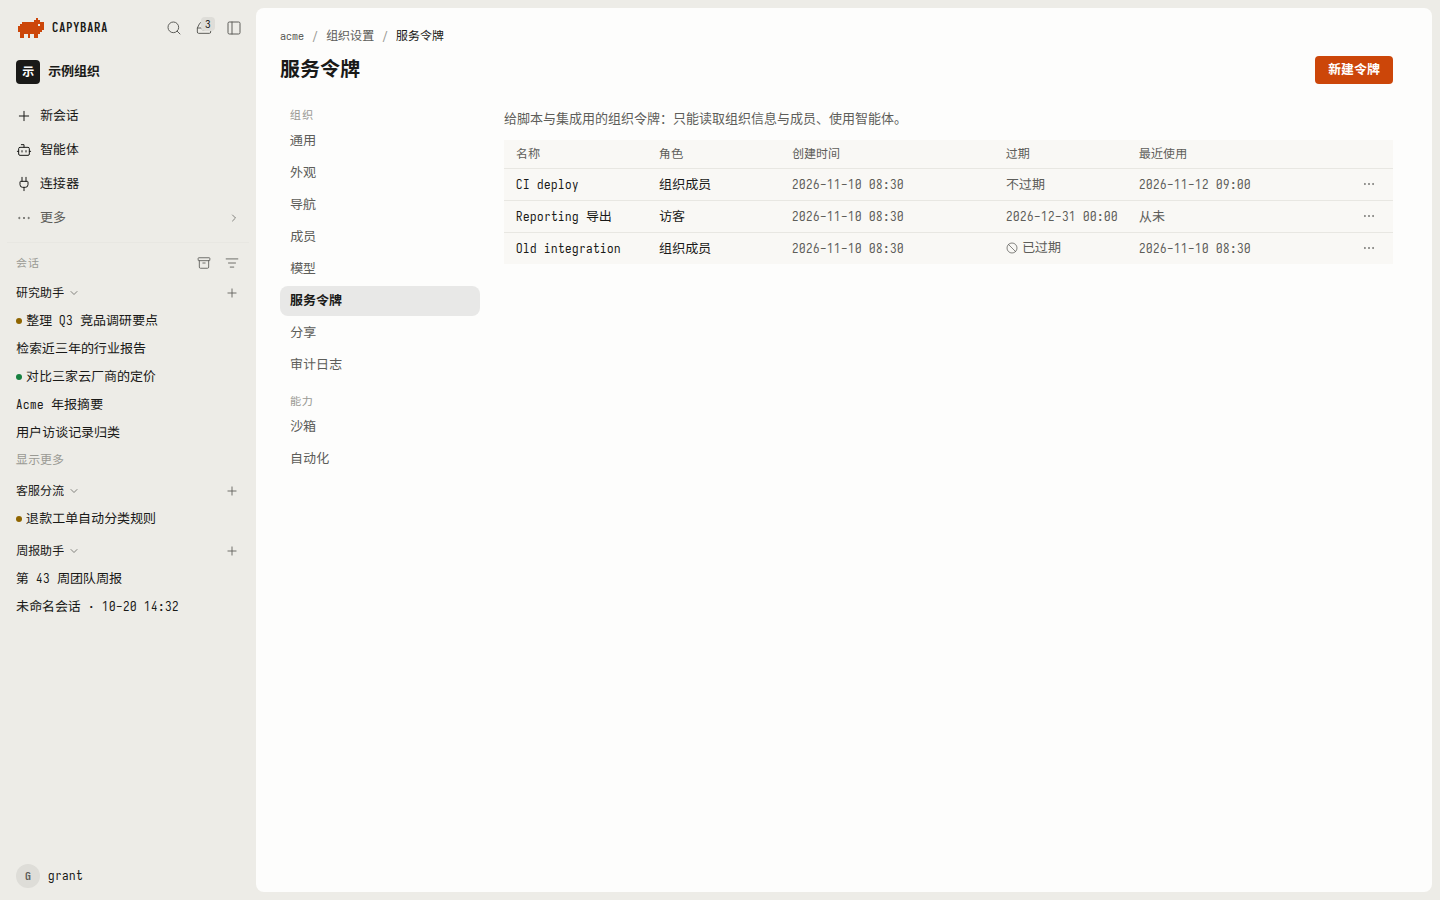 CAPYBARA
3
示 示例组织
新会话
智能体
连接器
更多
会话
研究助手
整理 Q3 竞品调研要点
检索近三年的行业报告
对比三家云厂商的定价
Acme 年报摘要
用户访谈记录归类
显示更多
客服分流
退款工单自动分类规则
周报助手
第 43 周团队周报
未命名会话 · 10-20 14:32
G grant
acme / 组织设置 / 服务令牌
服务令牌
新建令牌
组织
通用
外观
导航
成员
模型
服务令牌
分享
审计日志
能力
沙箱
自动化
给脚本与集成用的组织令牌：只能读取组织信息与成员、使用智能体。
名称 角色 创建时间 过期 最近使用
CI deploy 组织成员 2026-11-10 08:30 不过期 2026-11-12 09:00
Reporting 导出 访客 2026-11-10 08:30 2026-12-31 00:00 从未
Old integration 组织成员 2026-11-10 08:30 已过期 2026-11-10 08:30